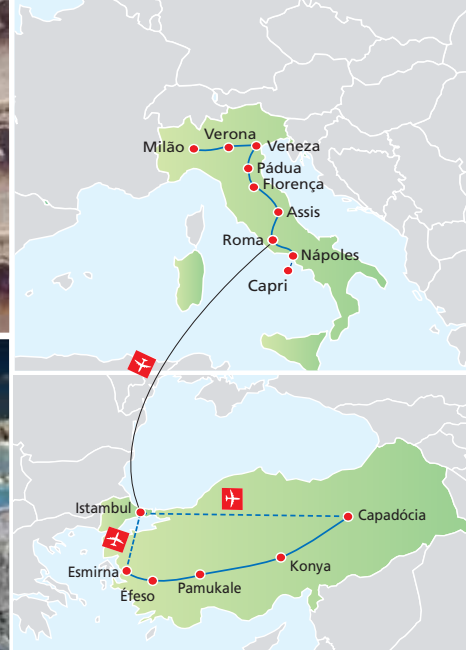 Verona
Milão
Veneza
Pádua
Florença
Assis
Roma
Nápoles
Capri
Istambul
Capadócia
Konya
Esmirna
Pamukale
Éfeso